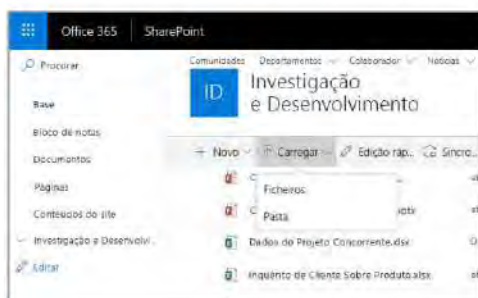 Office 365 SharePoint
Procurar
Comunidades Departamentos Colaborador Notícias
ID
Investigação
e Desenvolvimento
Base
Bloco de notas
Documentos
Páginas
Conteúdos do site
Investigação e Desenvolvi...
Editar
+ Novo Carregar Edição ráp... Sincro...
Ficheiros
Pasta
Dados do Projeto Concorrente.xlsx
Inquérito de Cliente Sobre Produto.xlsx